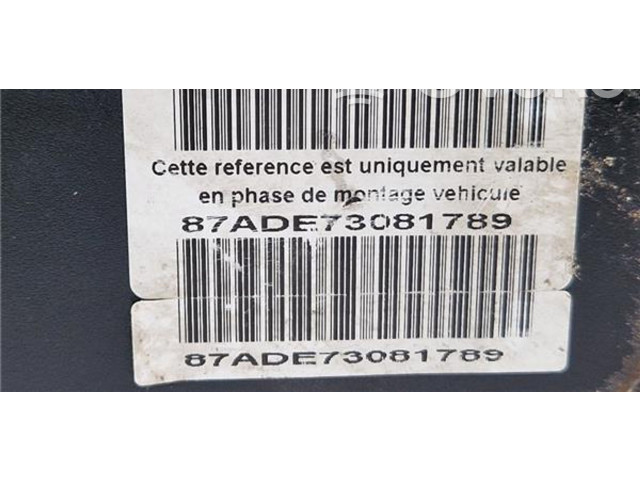 Cette reference est uniquement valable
en phase de montage vehicule
87ADE73081789
87ADE73081789